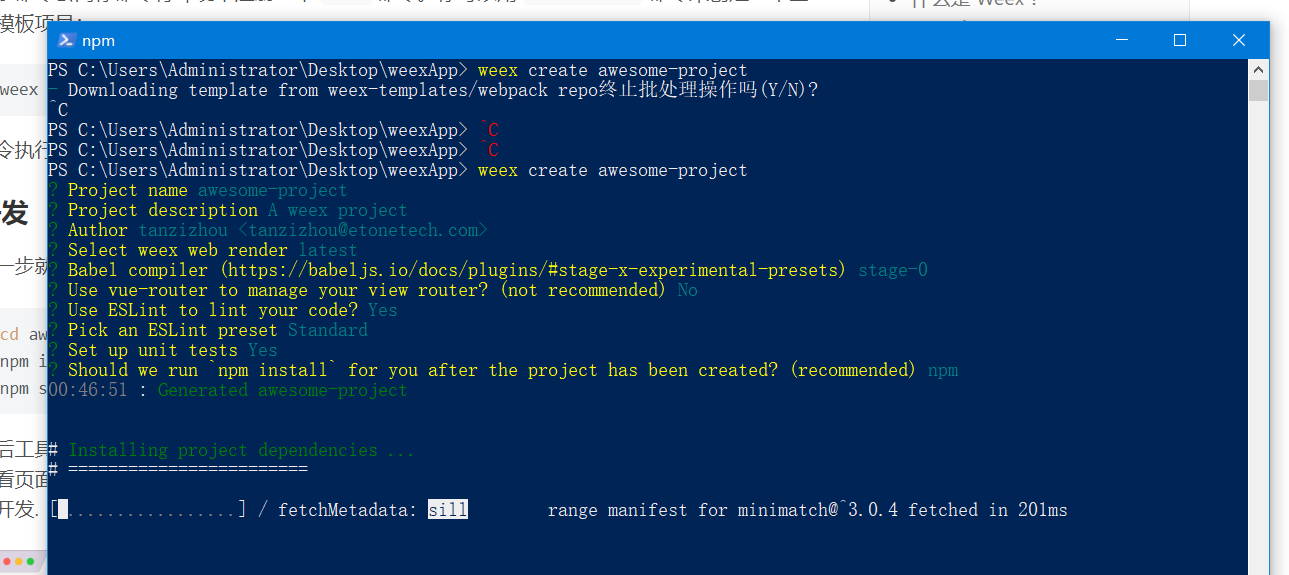 什么是 Weex ?
模板项目:
npm
PS C:\Users\Administrator\Desktop\weexApp> weex create awesome-project
weex
- Downloading template from weex-templates/webpack repo终止批处理操作吗(Y/N)?
^C
PS C:\Users\Administrator\Desktop\weexApp> ^C
令执行
PS C:\Users\Administrator\Desktop\weexApp> ^C
PS C:\Users\Administrator\Desktop\weexApp> weex create awesome-project
? Project name awesome-project
发
? Project description A weex project
? Author tanzizhou <tanzizhou@etonetech.com>
? Select weex web render latest
一步就
? Babel compiler (https://babeljs.io/docs/plugins/#stage-x-experimental-presets) stage-0
? Use vue-router to manage your view router? (not recommended) No
? Use ESLint to lint your code? Yes
cd aw
? Pick an ESLint preset Standard
? Set up unit tests Yes
npm i
? Should we run `npm install` for you after the project has been created? (recommended) npm
npm s
00:46:51 : Generated awesome-project
后工具
# Installing project dependencies ...
# ========================
看页面
开发.
[ .................] / fetchMetadata: sill range manifest for minimatch@^3.0.4 fetched in 201ms